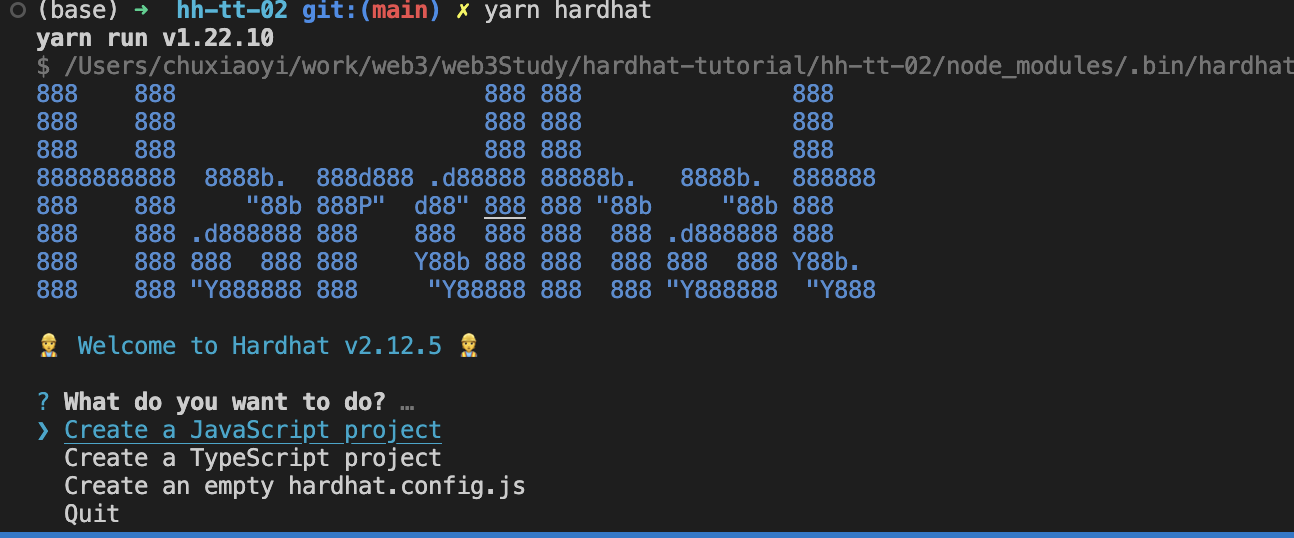 (base) ➜  hh-tt-02 git:(main) ✗ yarn hardhat
yarn run v1.22.10
$ /Users/chuxiaoyi/work/web3/web3Study/hardhat-tutorial/hh-tt-02/node_modules/.bin/hardhat
888    888                      888 888               888
888    888                      888 888               888
888    888                      888 888               888
8888888888  8888b.  888d888 .d88888 88888b.   8888b.  888888
888    888     "88b 888P"  d88" 888 888 "88b     "88b 888
888    888 .d888888 888    888  888 888  888 .d888888 888
888    888 888  888 888    Y88b 888 888  888 888  888 Y88b.
888    888 "Y888888 888     "Y88888 888  888 "Y888888  "Y888
👷 Welcome to Hardhat v2.12.5 👷
? What do you want to do? …
❯ Create a JavaScript project
Create a TypeScript project
Create an empty hardhat.config.js
Quit